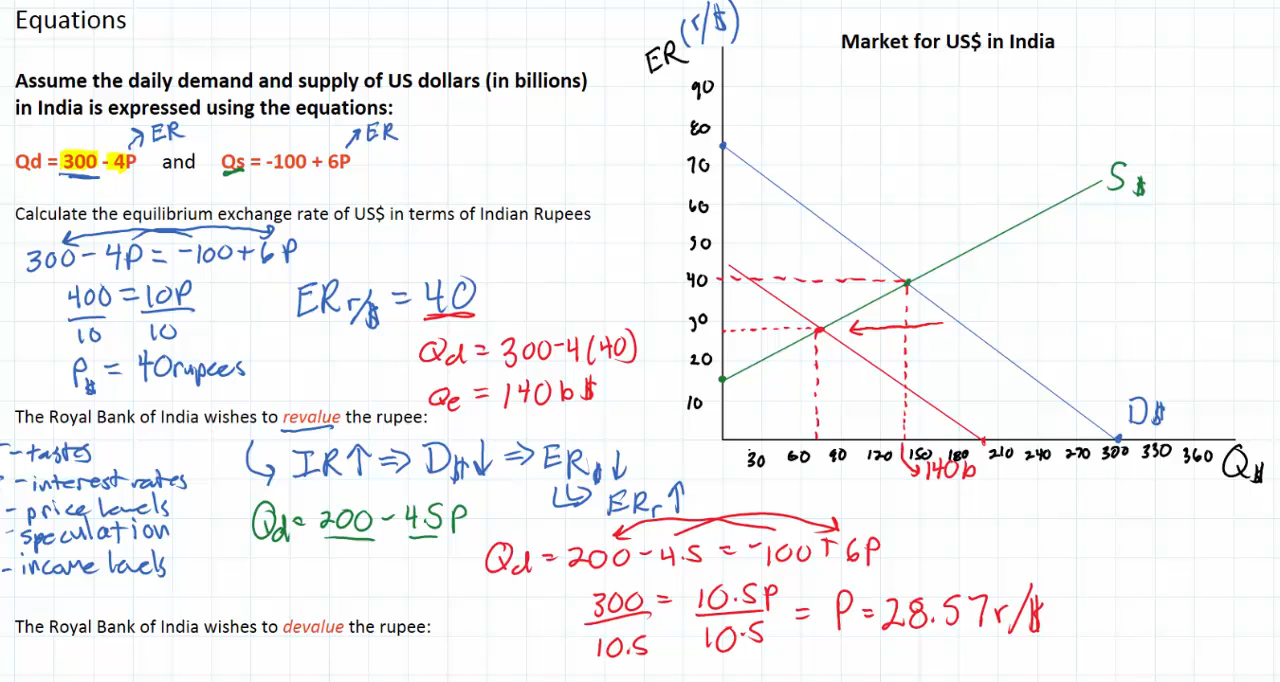 Equations
Assume the daily demand and supply of US dollars (in billions)
in India is expressed using the equations:
ER
ER
Qd = 300 - 4P and Qs = -100 + 6P
Calculate the equilibrium exchange rate of US$ in terms of Indian Rupees
300 - 4P = -100 + 6P
400 = 10P
10 10
P$ = 40 rupees
ER r/$ = 40
Qd = 300 - 4(40)
Qe = 140 b $
The Royal Bank of India wishes to revalue the rupee:
- tastes
- interest rates
- price levels
- speculation
- income levels
IR↑ ⇒ D$↓ ⇒ ER$↓
ERr↑
Qd = 200 - 4.5P
Qd = 200 - 4.5 = -100 + 6P
300 = 10.5P = P = 28.57 r/$
10.5 10.5
The Royal Bank of India wishes to devalue the rupee:
ER (r/$)
Market for US$ in India
90
80
70
60
50
40
30
20
10
S$
D$
30 60 90 120 150 180 210 240 270 300 330 360 Q$
140b